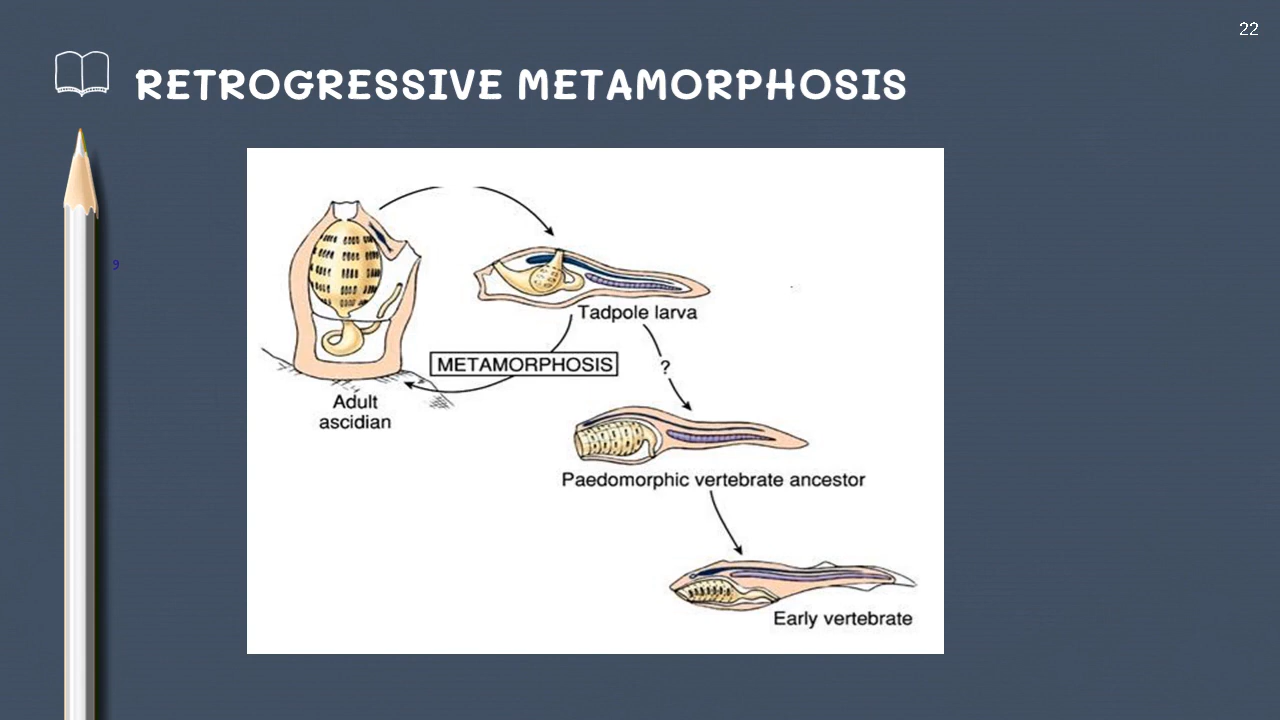 22
RETROGRESSIVE METAMORPHOSIS
9
Tadpole larva
METAMORPHOSIS
?
Adult
ascidian
Paedomorphic vertebrate ancestor
Early vertebrate